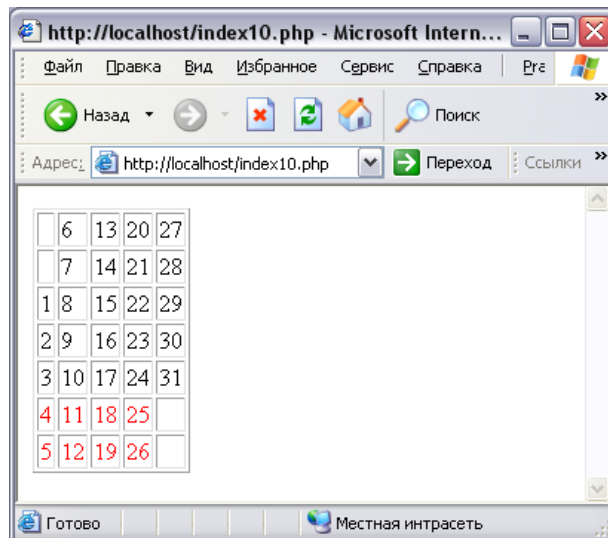 http://localhost/index10.php - Microsoft Intern...
Файл Правка Вид Избранное Сервис Справка
Назад Поиск »
Адрес: http://localhost/index10.php Переход Ссылки »
6 13 20 27
7 14 21 28
1 8 15 22 29
2 9 16 23 30
3 10 17 24 31
4 11 18 25
5 12 19 26
Готово Местная интрасеть